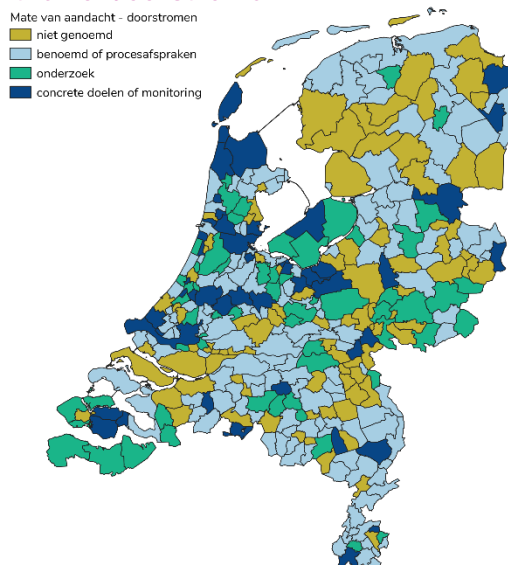 Mate van aandacht - doorstromen
niet genoemd
benoemd of procesafspraken
onderzoek
concrete doelen of monitoring